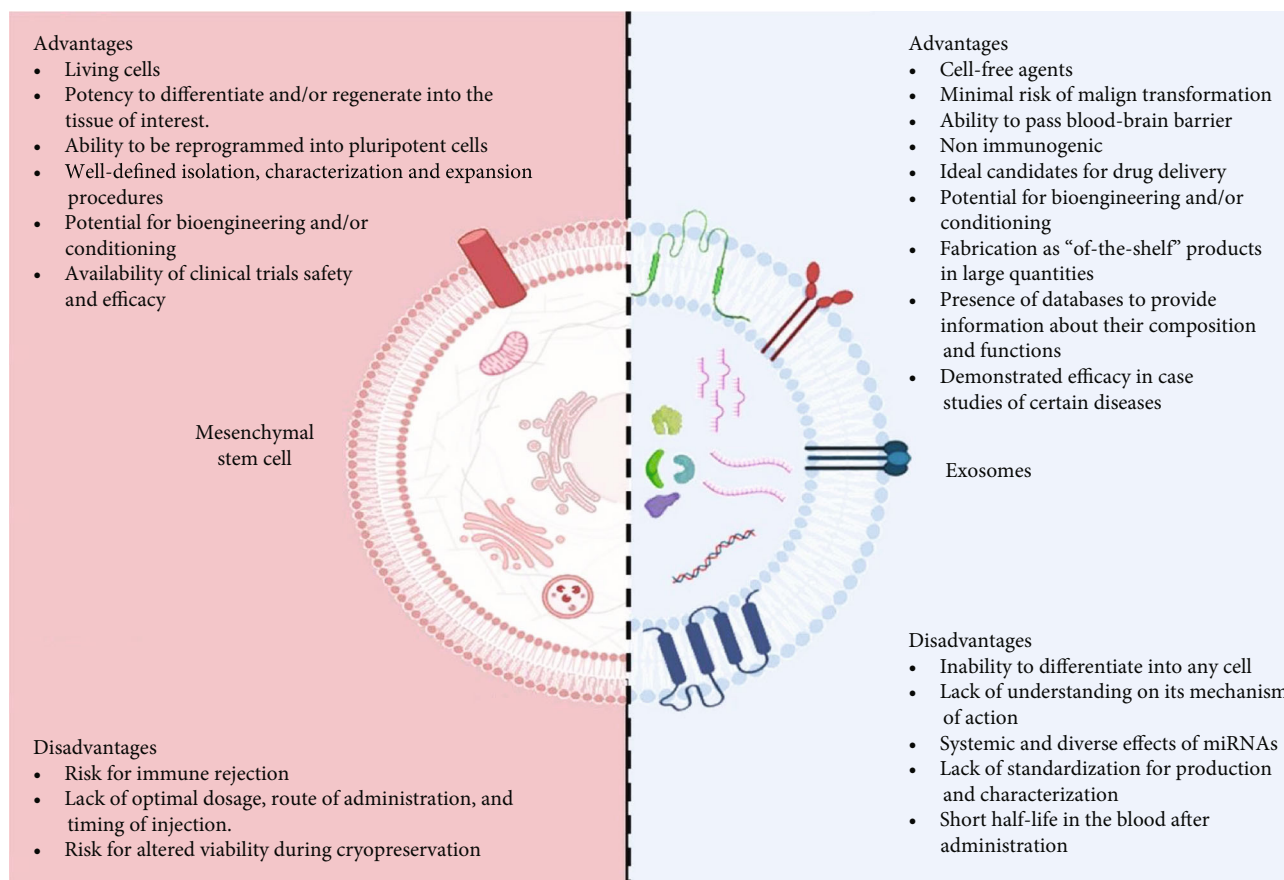 Advantages
• Living cells
• Potency to differentiate and/or regenerate into the
tissue of interest.
• Ability to be reprogrammed into pluripotent cells
• Well-defined isolation, characterization and expansion
procedures
• Potential for bioengineering and/or
conditioning
• Availability of clinical trials safety
and efficacy
Mesenchymal
stem cell
Disadvantages
• Risk for immune rejection
• Lack of optimal dosage, route of administration, and
timing of injection.
• Risk for altered viability during cryopreservation
Advantages
• Cell-free agents
• Minimal risk of malign transformation
• Ability to pass blood-brain barrier
• Non immunogenic
• Ideal candidates for drug delivery
• Potential for bioengineering and/or
conditioning
• Fabrication as “of-the-shelf” products
in large quantities
• Presence of databases to provide
information about their composition
and functions
• Demonstrated efficacy in case
studies of certain diseases
Exosomes
Disadvantages
• Inability to differentiate into any cell
• Lack of understanding on its mechanism
of action
• Systemic and diverse effects of miRNAs
• Lack of standardization for production
and characterization
• Short half-life in the blood after
administration